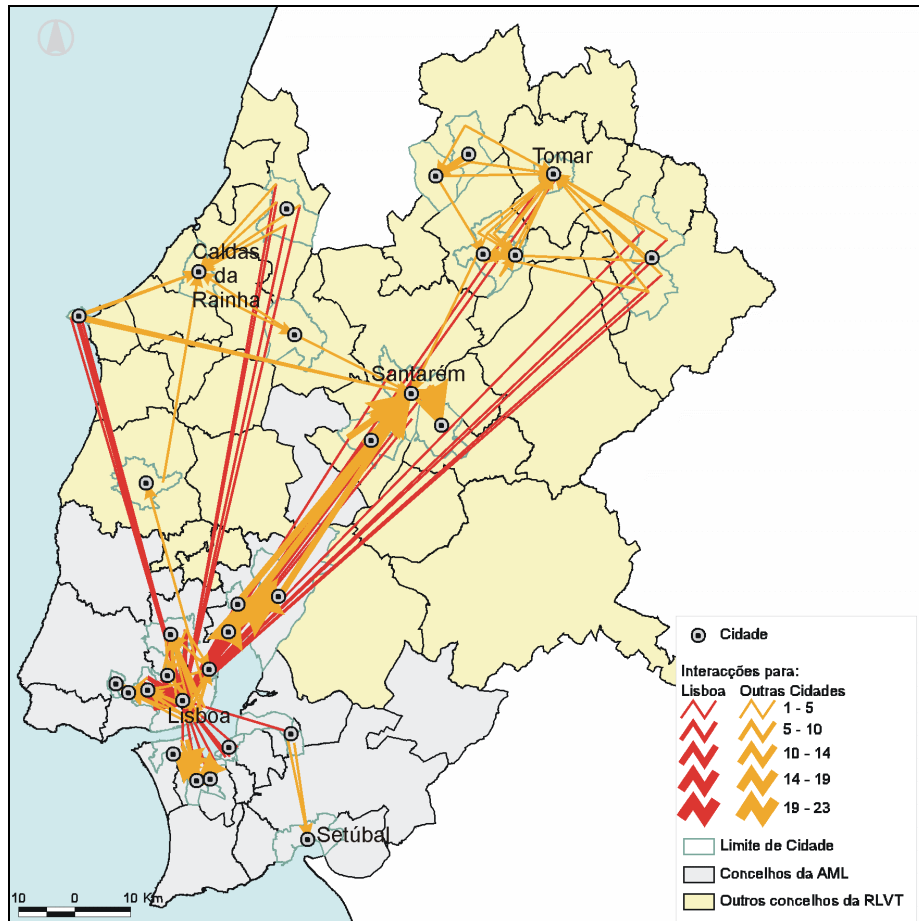 Tomar
Caldas
da
Rainha
Santarém
Lisboa
Setúbal
Cidade
Interacções para:
Lisboa Outras Cidades
1 - 5
5 - 10
10 - 14
14 - 19
19 - 23
Limite de Cidade
Concelhos da AML
Outros concelhos da RLVT
10 0 10 Km